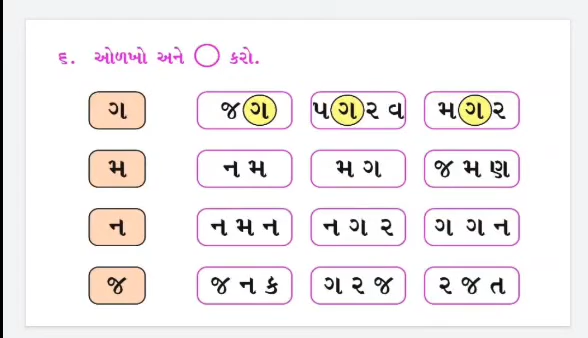 ૬. ઓળખો અને ◯ કરો.
ગ જગ પગરવ મગર
મ નમ મગ જમણ
ન નમન નગર ગગન
જ જનક ગરજ રજત